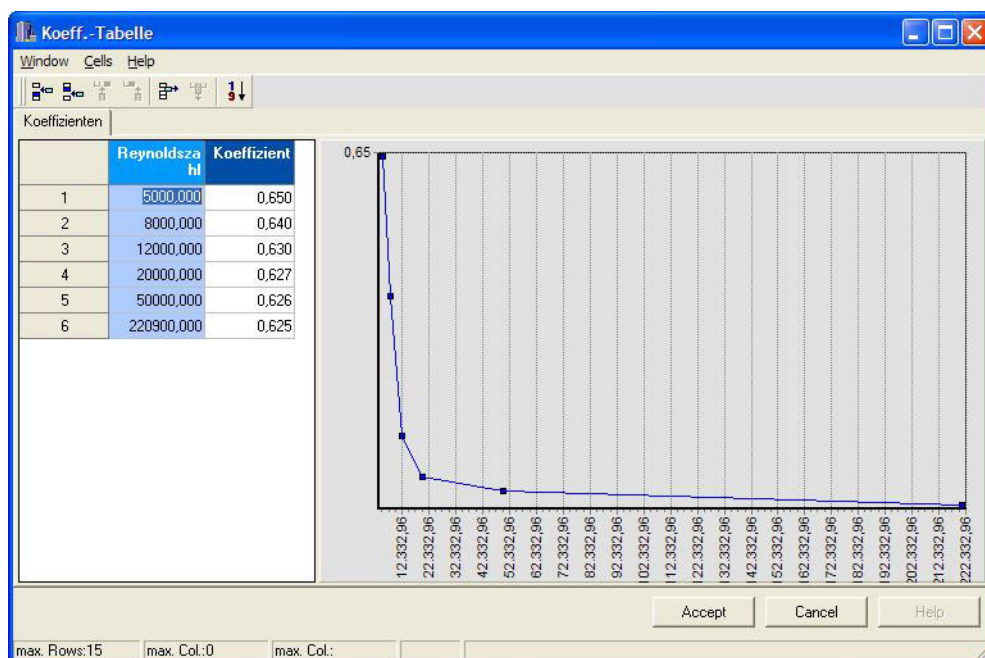 Koeff.-Tabelle
Window Cells Help
Koeffizienten
Reynoldsza
hl
Koeffizient
1 5000,000 0,650
2 8000,000 0,640
3 12000,000 0,630
4 20000,000 0,627
5 50000,000 0,626
6 220900,000 0,625
0,65
12.332,96
22.332,96
32.332,96
42.332,96
52.332,96
62.332,96
72.332,96
82.332,96
92.332,96
102.332,96
112.332,96
122.332,96
132.332,96
142.332,96
152.332,96
162.332,96
172.332,96
182.332,96
192.332,96
202.332,96
212.332,96
222.332,96
Accept Cancel Help
max. Rows:15 max. Col.:0 max. Col.: